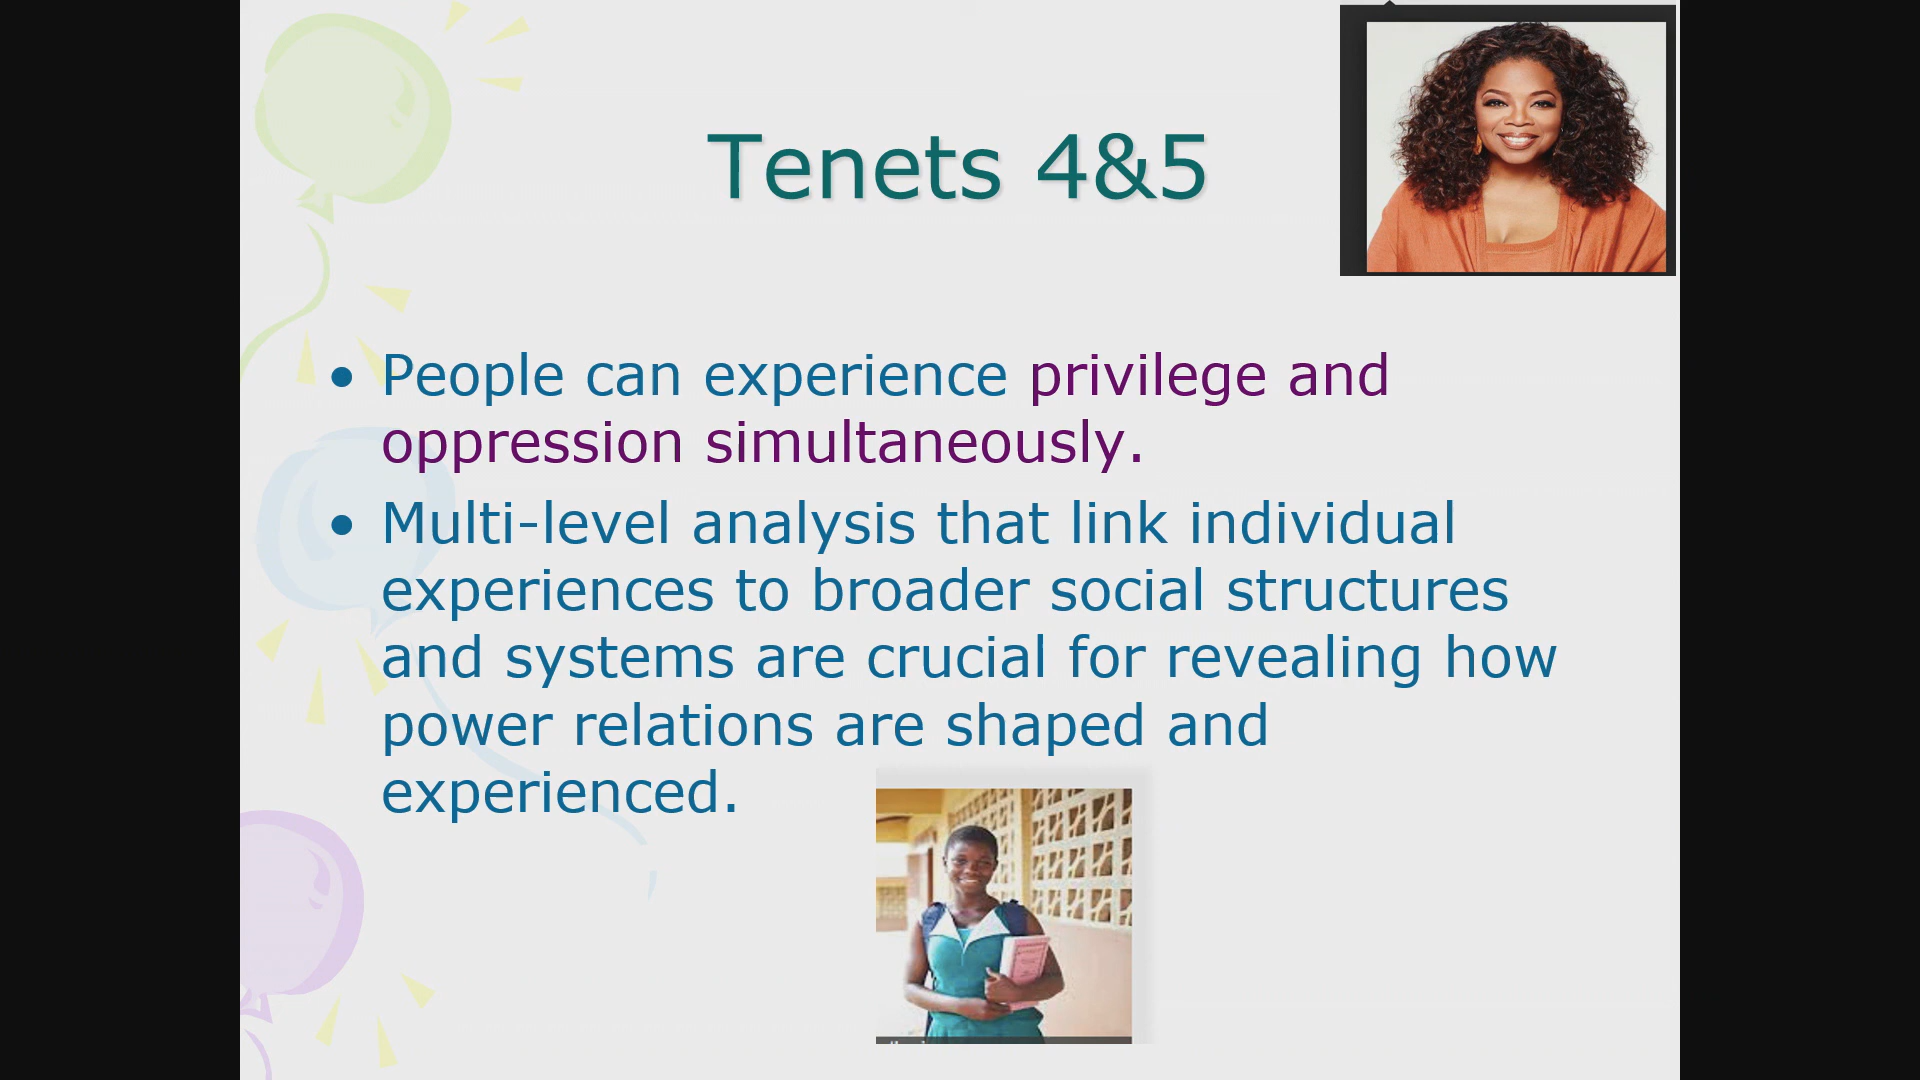 Tenets 4&5
• People can experience privilege and
oppression simultaneously.
• Multi-level analysis that link individual
experiences to broader social structures
and systems are crucial for revealing how
power relations are shaped and
experienced.